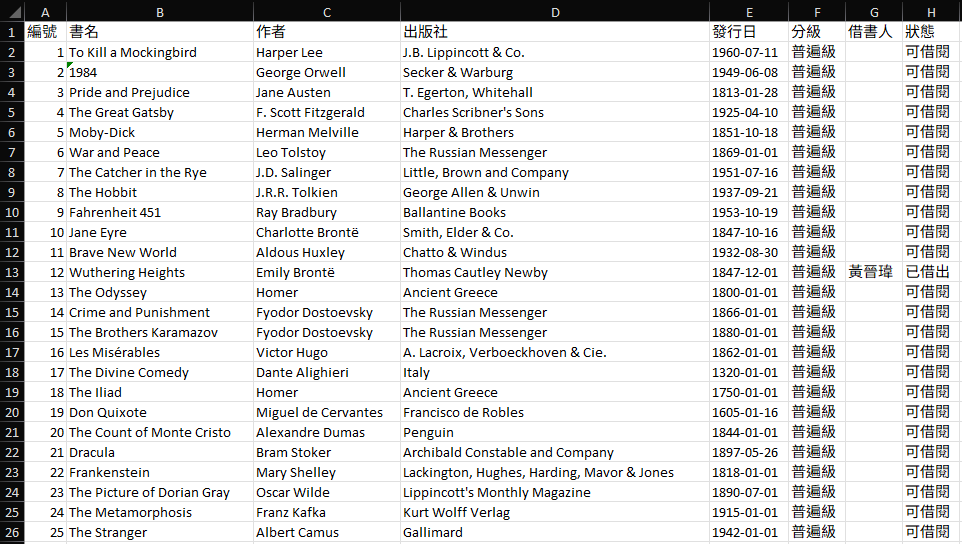 A B C D E F G H
1 編號 書名 作者 出版社 發行日 分級 借書人 狀態
2 1 To Kill a Mockingbird Harper Lee J.B. Lippincott & Co. 1960-07-11 普遍級 可借閱
3 2 1984 George Orwell Secker & Warburg 1949-06-08 普遍級 可借閱
4 3 Pride and Prejudice Jane Austen T. Egerton, Whitehall 1813-01-28 普遍級 可借閱
5 4 The Great Gatsby F. Scott Fitzgerald Charles Scribner's Sons 1925-04-10 普遍級 可借閱
6 5 Moby-Dick Herman Melville Harper & Brothers 1851-10-18 普遍級 可借閱
7 6 War and Peace Leo Tolstoy The Russian Messenger 1869-01-01 普遍級 可借閱
8 7 The Catcher in the Rye J.D. Salinger Little, Brown and Company 1951-07-16 普遍級 可借閱
9 8 The Hobbit J.R.R. Tolkien George Allen & Unwin 1937-09-21 普遍級 可借閱
10 9 Fahrenheit 451 Ray Bradbury Ballantine Books 1953-10-19 普遍級 可借閱
11 10 Jane Eyre Charlotte Brontë Smith, Elder & Co. 1847-10-16 普遍級 可借閱
12 11 Brave New World Aldous Huxley Chatto & Windus 1932-08-30 普遍級 可借閱
13 12 Wuthering Heights Emily Brontë Thomas Cautley Newby 1847-12-01 普遍級 黃晉瑋 已借出
14 13 The Odyssey Homer Ancient Greece 1800-01-01 普遍級 可借閱
15 14 Crime and Punishment Fyodor Dostoevsky The Russian Messenger 1866-01-01 普遍級 可借閱
16 15 The Brothers Karamazov Fyodor Dostoevsky The Russian Messenger 1880-01-01 普遍級 可借閱
17 16 Les Misérables Victor Hugo A. Lacroix, Verboeckhoven & Cie. 1862-01-01 普遍級 可借閱
18 17 The Divine Comedy Dante Alighieri Italy 1320-01-01 普遍級 可借閱
19 18 The Iliad Homer Ancient Greece 1750-01-01 普遍級 可借閱
20 19 Don Quixote Miguel de Cervantes Francisco de Robles 1605-01-16 普遍級 可借閱
21 20 The Count of Monte Cristo Alexandre Dumas Penguin 1844-01-01 普遍級 可借閱
22 21 Dracula Bram Stoker Archibald Constable and Company 1897-05-26 普遍級 可借閱
23 22 Frankenstein Mary Shelley Lackington, Hughes, Harding, Mavor & Jones 1818-01-01 普遍級 可借閱
24 23 The Picture of Dorian Gray Oscar Wilde Lippincott's Monthly Magazine 1890-07-01 普遍級 可借閱
25 24 The Metamorphosis Franz Kafka Kurt Wolff Verlag 1915-01-01 普遍級 可借閱
26 25 The Stranger Albert Camus Gallimard 1942-01-01 普遍級 可借閱